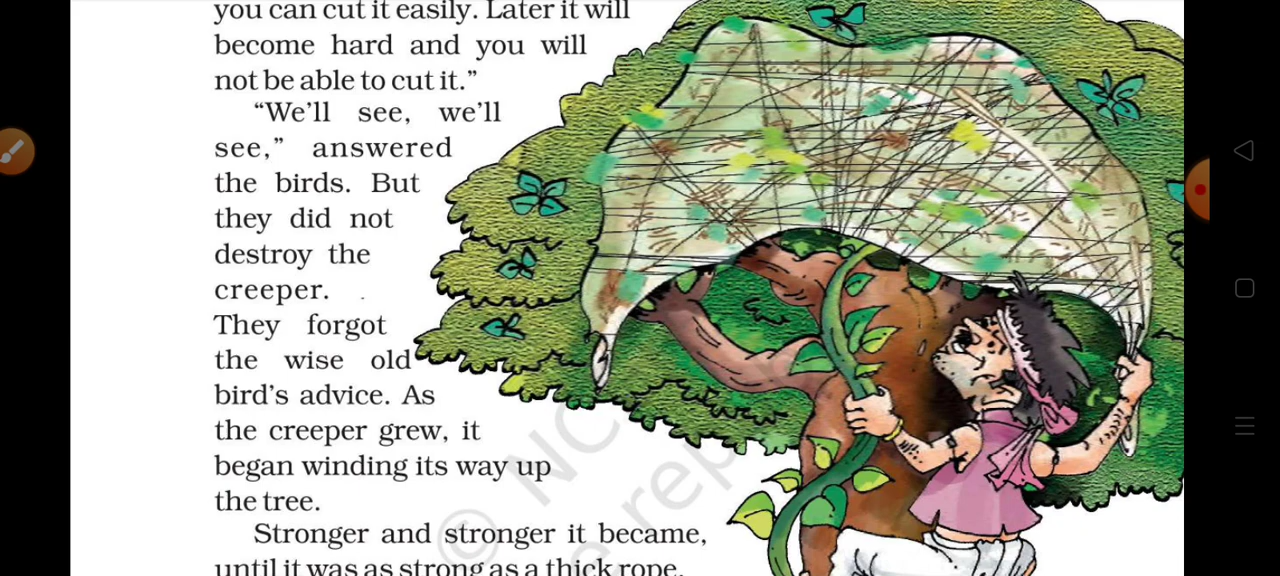 you can cut it easily. Later it will
become hard and you will
not be able to cut it.”
“We’ll see, we’ll
see,” answered
the birds. But
they did not
destroy the
creeper.
They forgot
the wise old
bird’s advice. As
the creeper grew, it
began winding its way up
the tree.
Stronger and stronger it became,
until it was as strong as a thick rope.
© NC
a rep